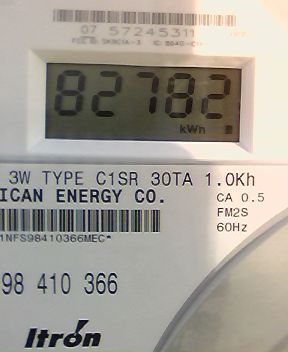 07 57245311
82782
kWh
3W TYPE C1SR 30TA 1.0Kh
ICAN ENERGY CO.
CA 0.5
FM2S
60Hz
1NFS98410366MEC*
98 410 366
Itrón